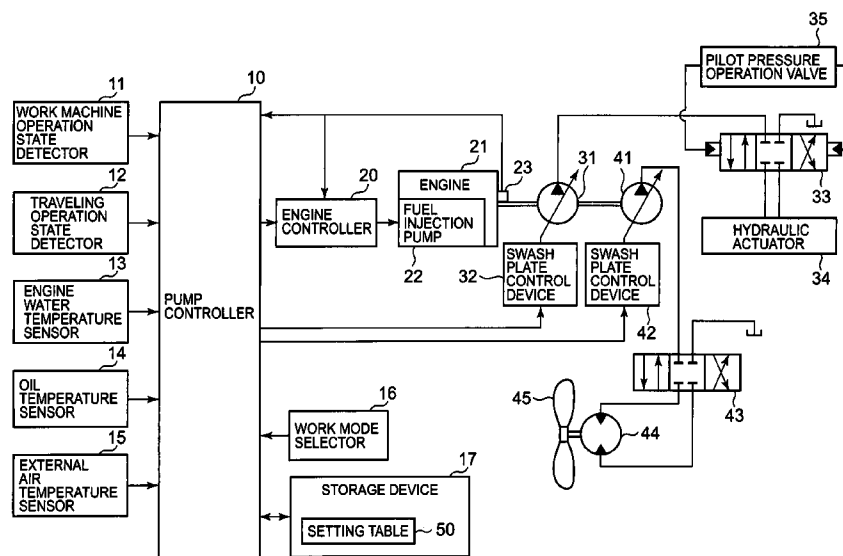 35
PILOT PRESSURE
OPERATION VALVE
11
WORK MACHINE
OPERATION
STATE
DETECTOR
10
21
23
31
41
33
12
TRAVELING
OPERATION
STATE
DETECTOR
20
ENGINE
CONTROLLER
ENGINE
FUEL
INJECTION
PUMP
22
32
SWASH
PLATE
CONTROL
DEVICE
SWASH
PLATE
CONTROL
DEVICE
42
HYDRAULIC
ACTUATOR
34
13
ENGINE
WATER
TEMPERATURE
SENSOR
PUMP
CONTROLLER
14
OIL
TEMPERATURE
SENSOR
16
WORK MODE
SELECTOR
45
44
43
15
EXTERNAL
AIR
TEMPERATURE
SENSOR
17
STORAGE DEVICE
SETTING TABLE
50